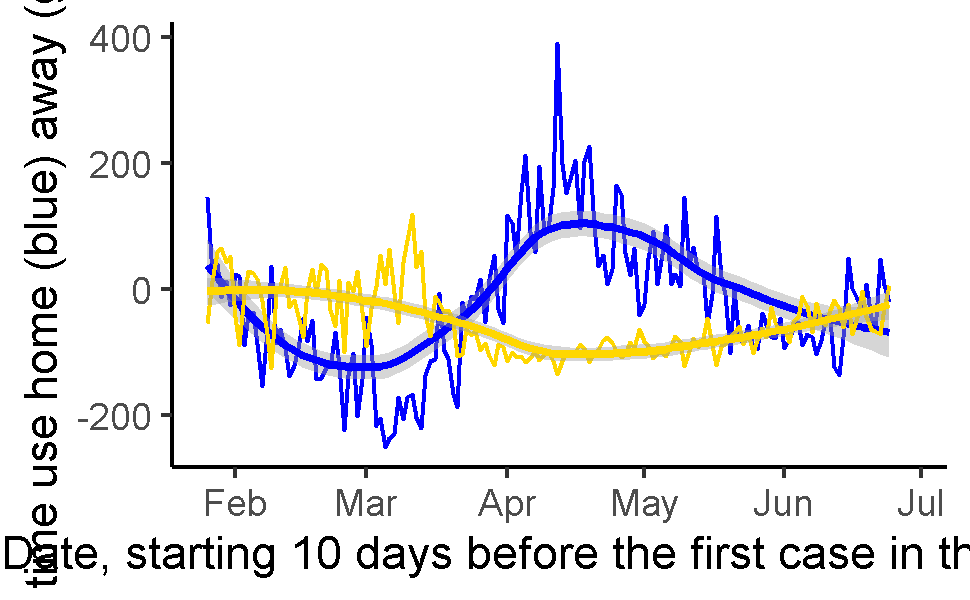 time use home (blue) away (
400
200
0
-200
Feb Mar Apr May Jun Jul
Date, starting 10 days before the first case in th